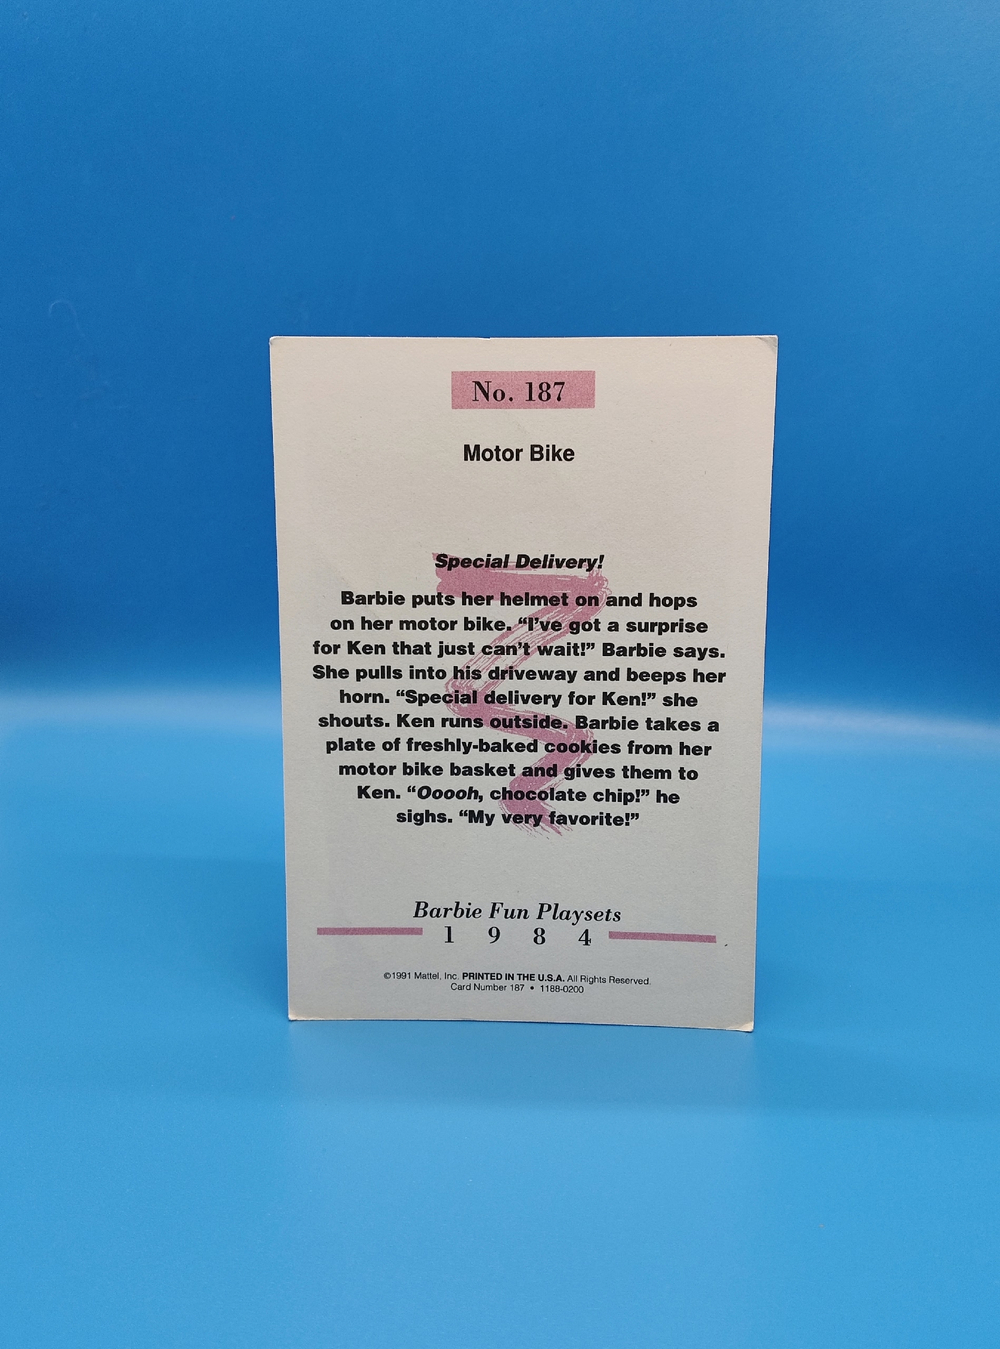 No. 187
Motor Bike
Special Delivery!
Barbie puts her helmet on and hops
on her motor bike. “I’ve got a surprise
for Ken that just can’t wait!” Barbie says.
She pulls into his driveway and beeps her
horn. “Special delivery for Ken!” she
shouts. Ken runs outside. Barbie takes a
plate of freshly-baked cookies from her
motor bike basket and gives them to
Ken. “Ooooh, chocolate chip!” he
sighs. “My very favorite!”
Barbie Fun Playsets
1 9 8 4
©1991 Mattel, Inc. PRINTED IN THE U.S.A. All Rights Reserved.
Card Number 187 • 1188-0200